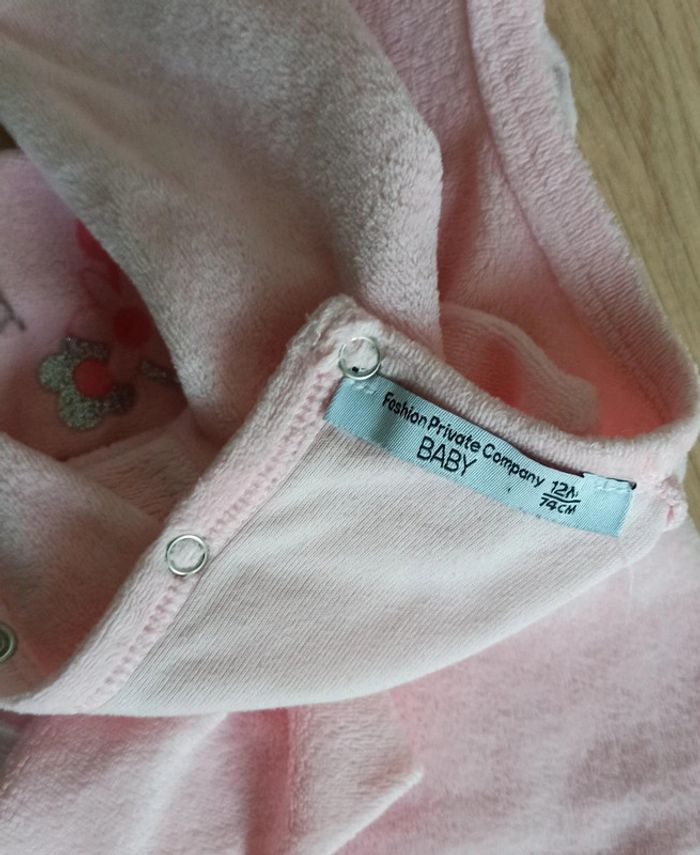 Fashion Private Company
BABY
12M
74CM